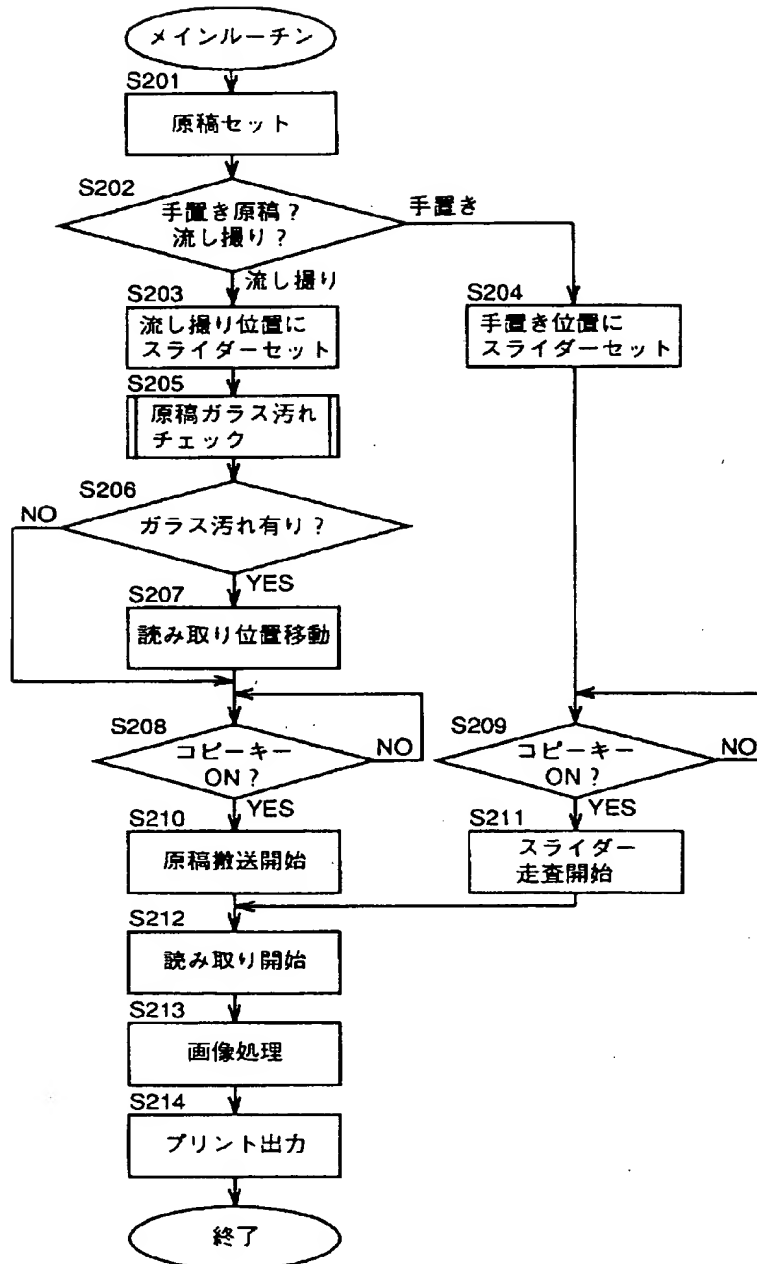 メインルーチン
S201
原稿セット
S202
手置き原稿?
流し撮り?
手置き
流し撮り
S203
流し撮り位置に
スライダーセット
S204
手置き位置に
スライダーセット
S205
原稿ガラス汚れ
チェック
S206
NO
ガラス汚れ有り?
YES
S207
読み取り位置移動
S208
コピーキー
ON?
NO
YES
S209
コピーキー
ON?
NO
YES
S210
原稿搬送開始
S211
スライダー
走査開始
S212
読み取り開始
S213
画像処理
S214
プリント出力
終了